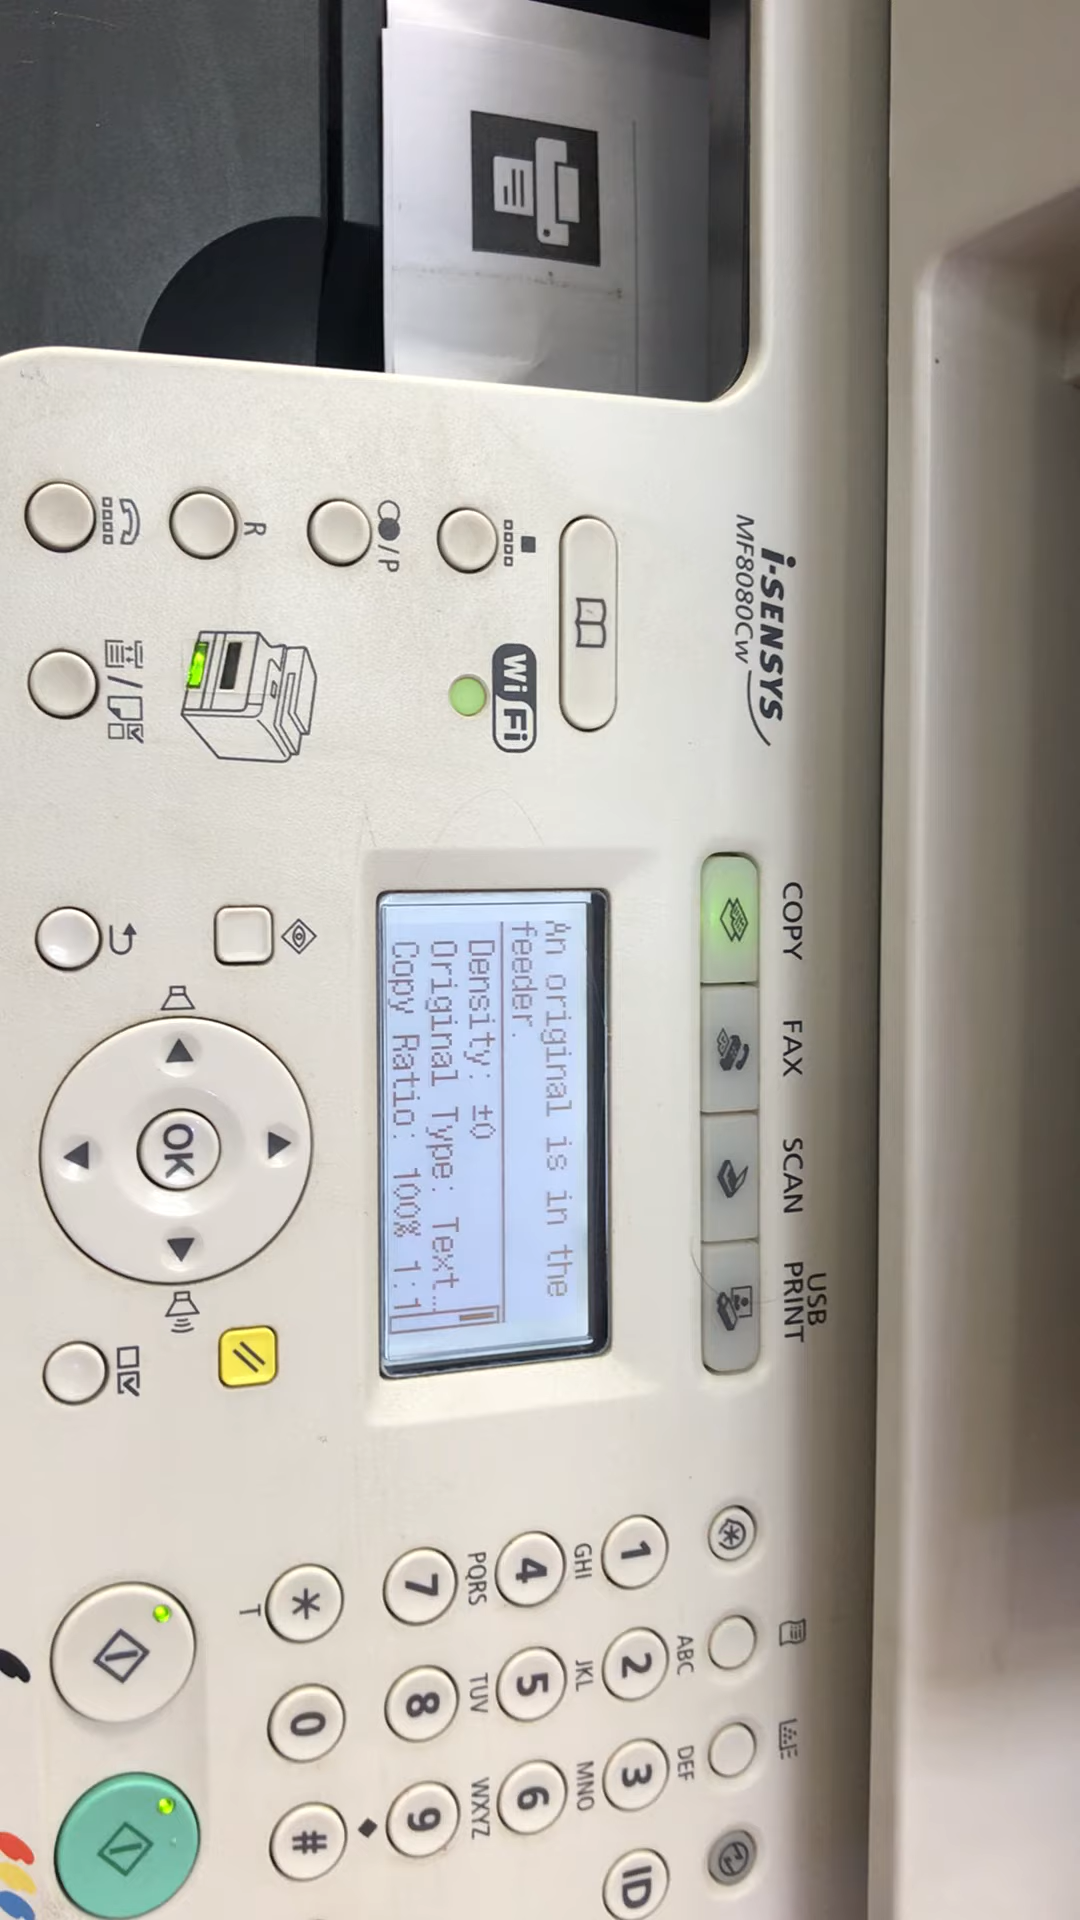 i-SENSYS
MF8080Cw
COPY
FAX
SCAN
USB
PRINT
An original is in the
feeder.
Density: ±0
Original Type: Text…
Copy Ratio: 100% 1:1
Wi Fi
/P
R
/
OK
1
ABC
2
DEF
3
ID
GHI
4
JKL
5
MNO
6
PQRS
7
TUV
8
WXYZ
9
*
T
0
#